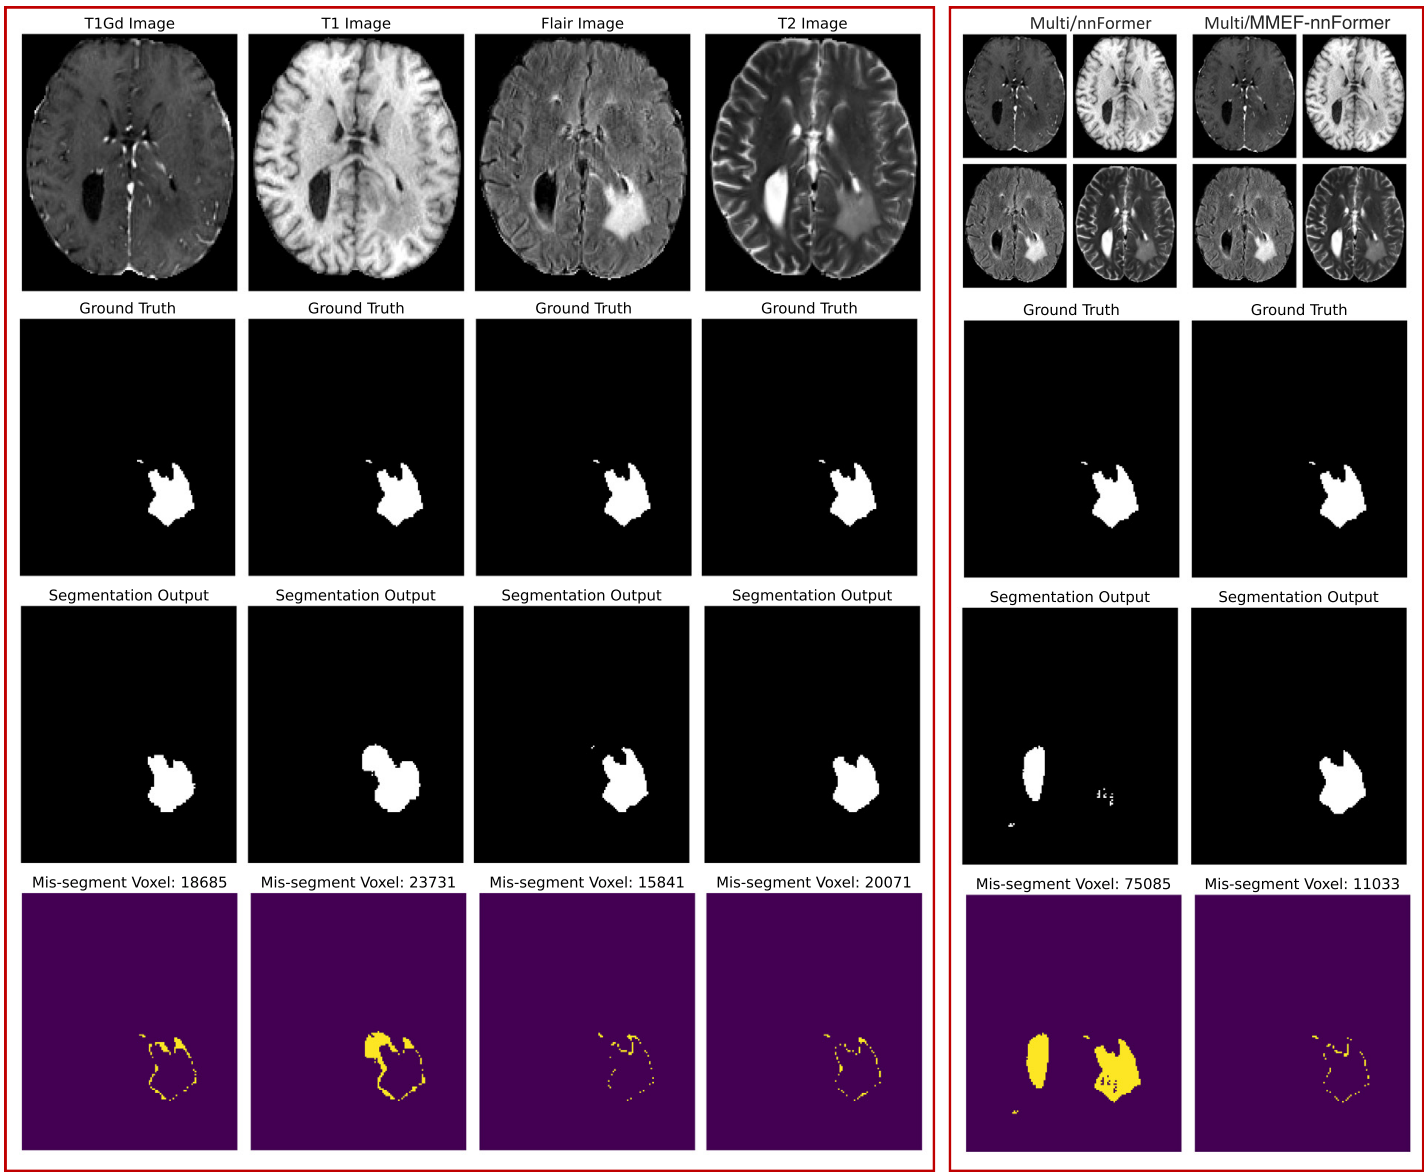 T1Gd Image
T1 Image
Flair Image
T2 Image
Multi/nnFormer
Multi/MMEF-nnFormer
Ground Truth
Ground Truth
Ground Truth
Ground Truth
Ground Truth
Ground Truth
Segmentation Output
Segmentation Output
Segmentation Output
Segmentation Output
Segmentation Output
Segmentation Output
Mis-segment Voxel: 18685
Mis-segment Voxel: 23731
Mis-segment Voxel: 15841
Mis-segment Voxel: 20071
Mis-segment Voxel: 75085
Mis-segment Voxel: 11033